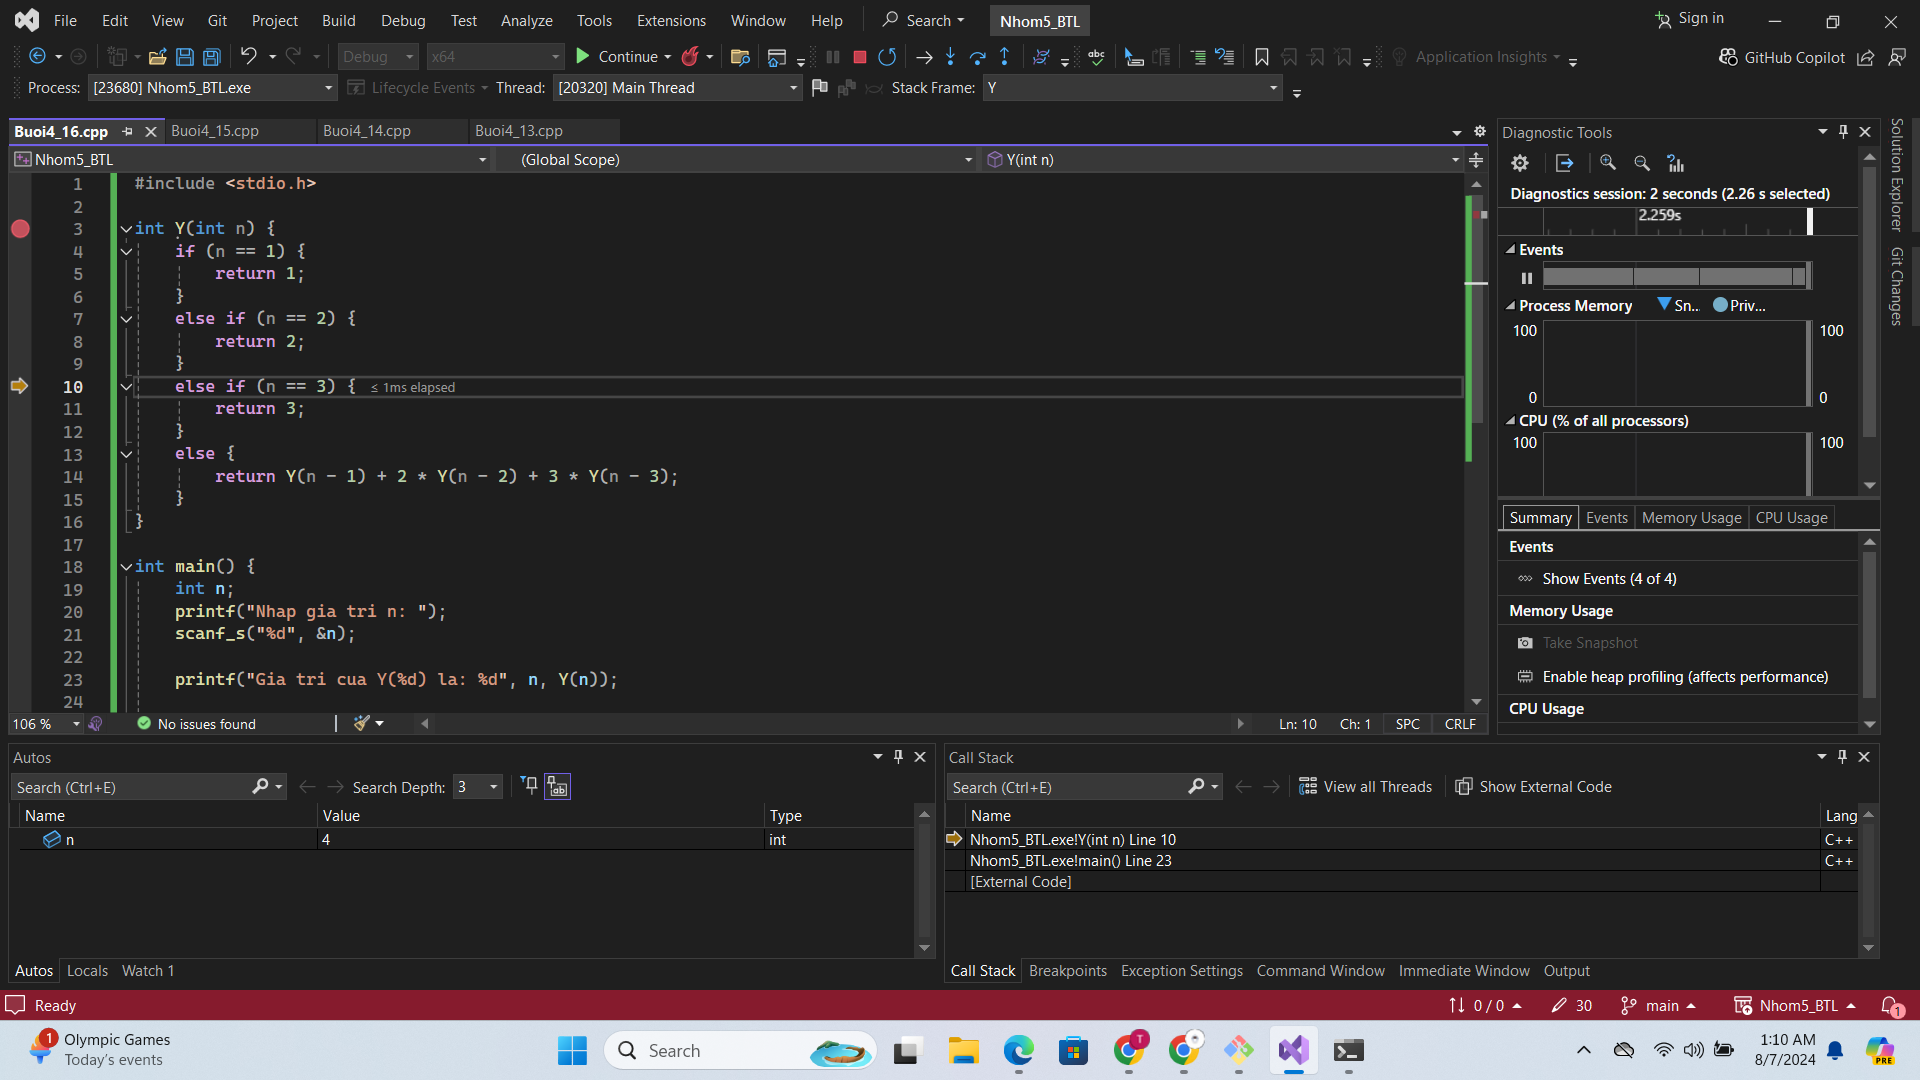 File Edit View Git Project Build Debug Test Analyze Tools Extensions Window Help Search Nhom5_BTL Sign in
Debug x64 Continue abc Application Insights GitHub Copilot
Process: [23680] Nhom5_BTL.exe Lifecycle Events Thread: [20320] Main Thread Stack Frame: Y
Buoi4_16.cpp Buoi4_15.cpp Buoi4_14.cpp Buoi4_13.cpp
Nhom5_BTL (Global Scope) Y(int n)
1 #include <stdio.h>
2
3 int Y(int n) {
4 if (n == 1) {
5 return 1;
6 }
7 else if (n == 2) {
8 return 2;
9 }
10 else if (n == 3) { ≤ 1ms elapsed
11 return 3;
12 }
13 else {
14 return Y(n - 1) + 2 * Y(n - 2) + 3 * Y(n - 3);
15 }
16 }
17
18 int main() {
19 int n;
20 printf("Nhap gia tri n: ");
21 scanf_s("%d", &n);
22
23 printf("Gia tri cua Y(%d) la: %d", n, Y(n));
24
106 % No issues found Ln: 10 Ch: 1 SPC CRLF
Diagnostic Tools
Diagnostics session: 2 seconds (2.26 s selected)
2.259s
Events
Process Memory Sn... Priv...
100 100
0 0
CPU (% of all processors)
100 100
Summary Events Memory Usage CPU Usage
Events
Show Events (4 of 4)
Memory Usage
Take Snapshot
Enable heap profiling (affects performance)
CPU Usage
Solution Explorer
Git Changes
Autos
Search (Ctrl+E) Search Depth: 3
Name Value Type
n 4 int
Autos Locals Watch 1
Call Stack
Search (Ctrl+E) View all Threads Show External Code
Name Lang
Nhom5_BTL.exe!Y(int n) Line 10 C++
Nhom5_BTL.exe!main() Line 23 C++
[External Code]
Call Stack Breakpoints Exception Settings Command Window Immediate Window Output
Ready 0 / 0 30 main Nhom5_BTL 1
1 Olympic Games
Today's events
Search
T
1:10 AM
8/7/2024
PRE